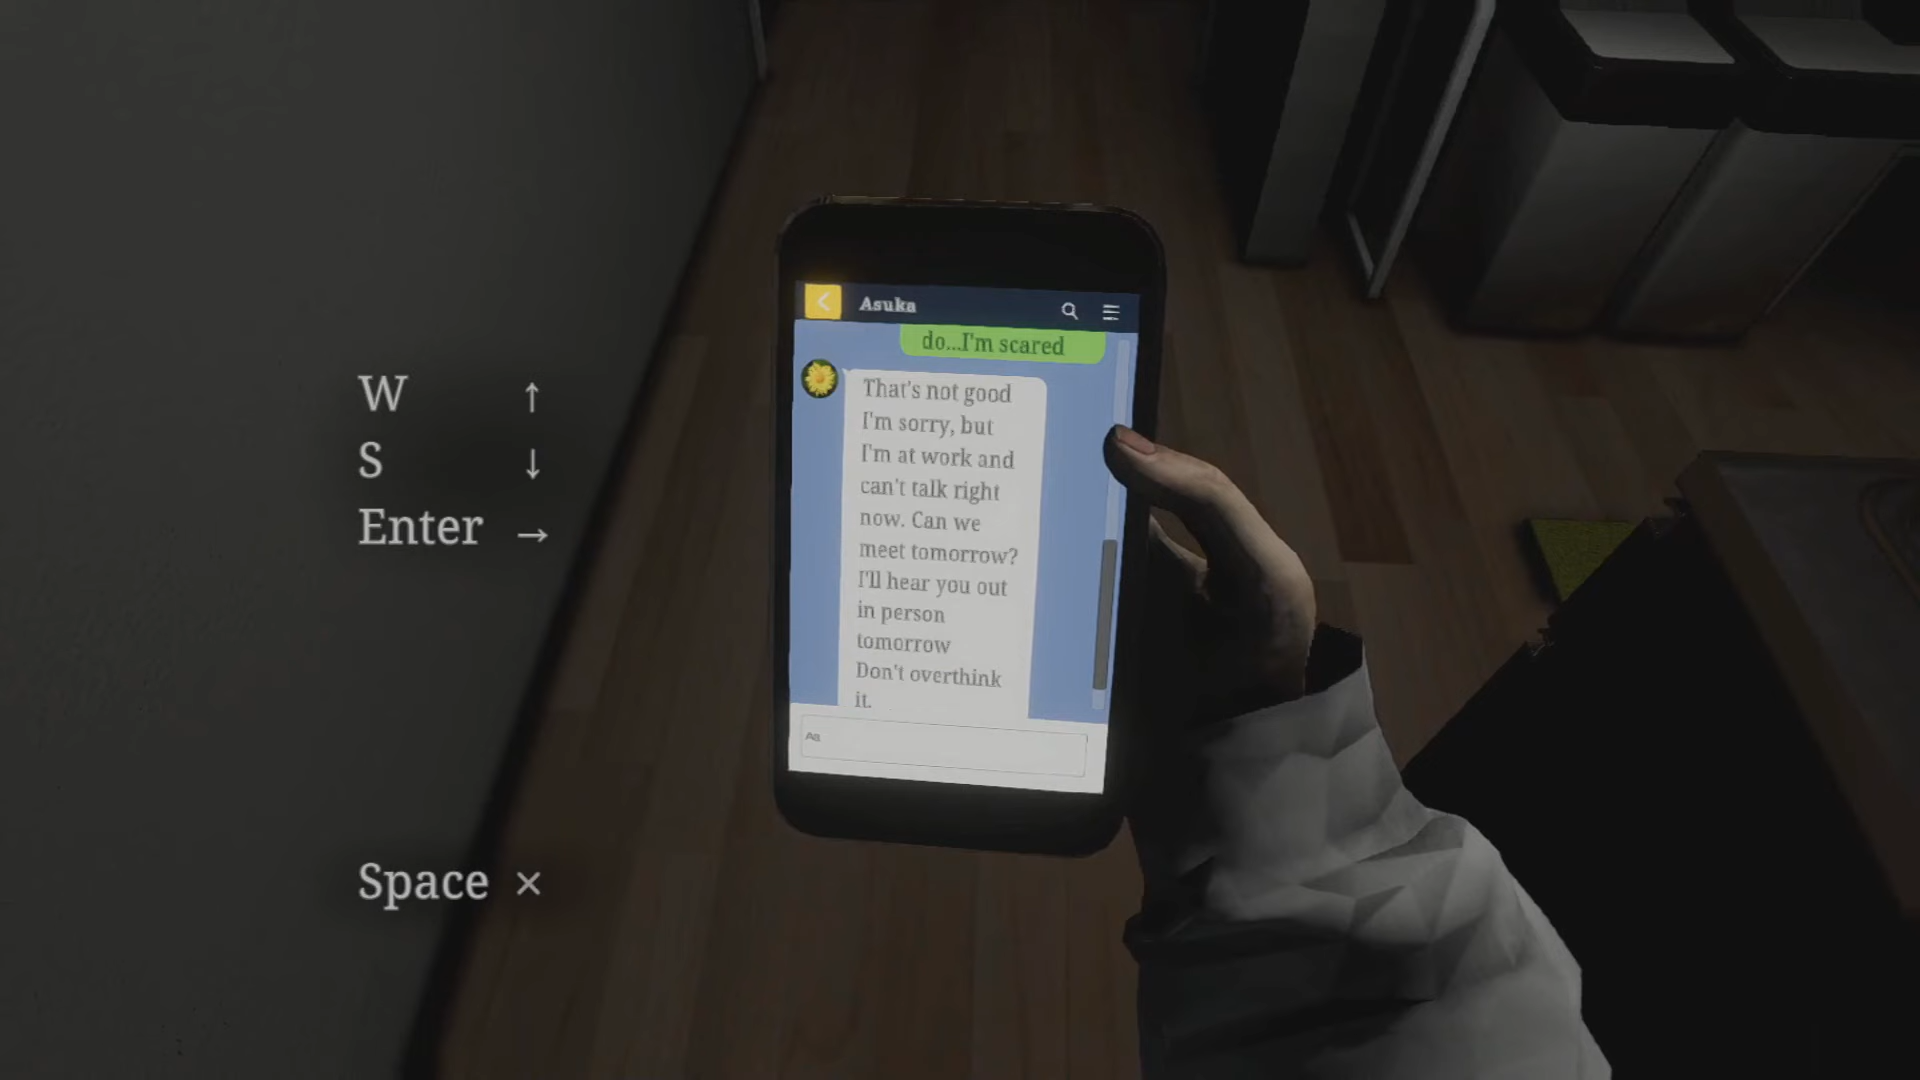 Asuka
do...I'm scared
That's not good
I'm sorry, but
I'm at work and
can't talk right
now. Can we
meet tomorrow?
I'll hear you out
in person
tomorrow
Don't overthink
it.
Aa
W ↑
S ↓
Enter →
Space ×